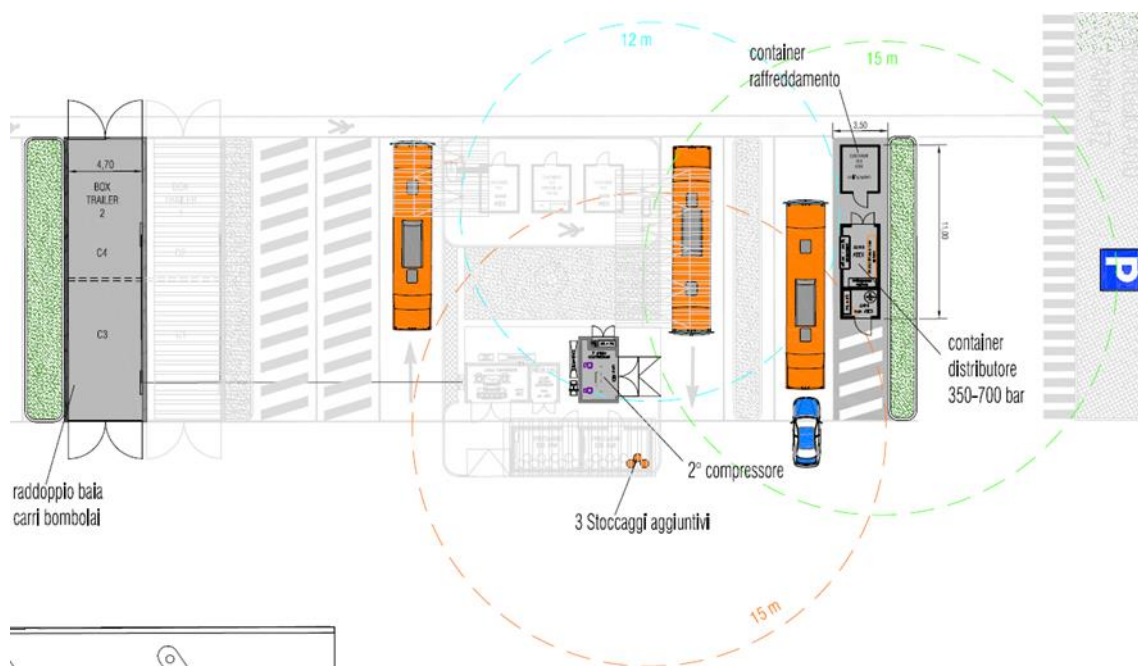 12 m
container
raffreddamento
15 m
3,50
4,70
BOX
TRAILER
2
C4
C3
11,00
P
container
distributore
350-700 bar
2° compressore
raddoppio baia
carri bombolai
3 Stoccaggi aggiuntivi
15 m